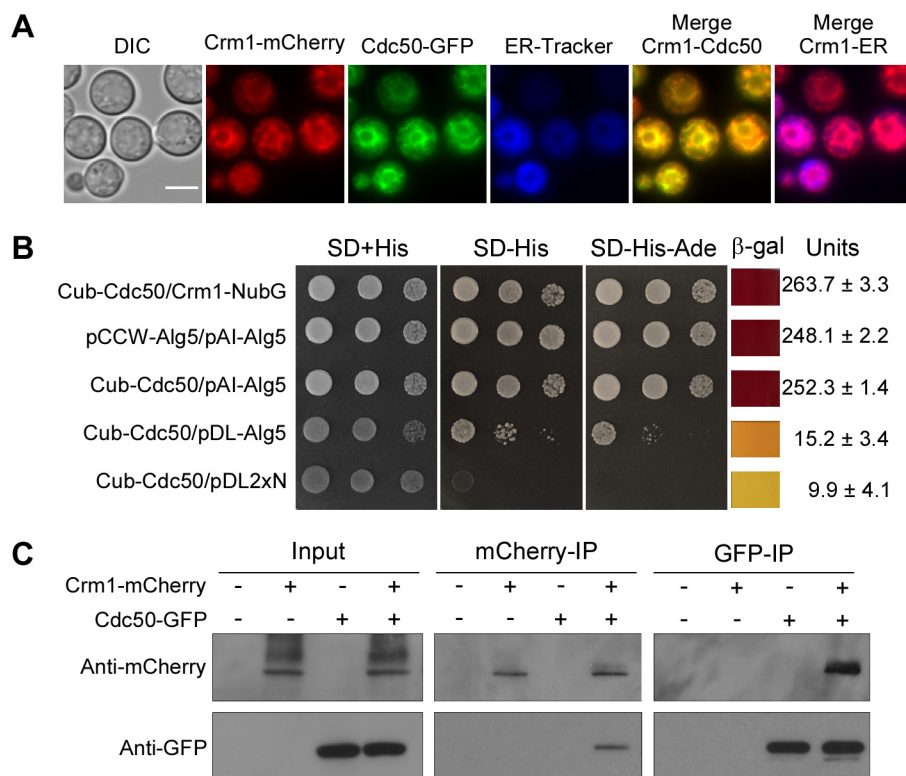 A
DIC
Crm1-mCherry
Cdc50-GFP
ER-Tracker
Merge
Crm1-Cdc50
Merge
Crm1-ER
B
SD+His
SD-His
SD-His-Ade
β-gal
Units
Cub-Cdc50/Crm1-NubG
263.7 ± 3.3
pCCW-Alg5/pAI-Alg5
248.1 ± 2.2
Cub-Cdc50/pAI-Alg5
252.3 ± 1.4
Cub-Cdc50/pDL-Alg5
15.2 ± 3.4
Cub-Cdc50/pDL2xN
9.9 ± 4.1
C
Input
mCherry-IP
GFP-IP
Crm1-mCherry - + - + - + - + - + - +
Cdc50-GFP - - + + - - + + - - + +
Anti-mCherry
Anti-GFP